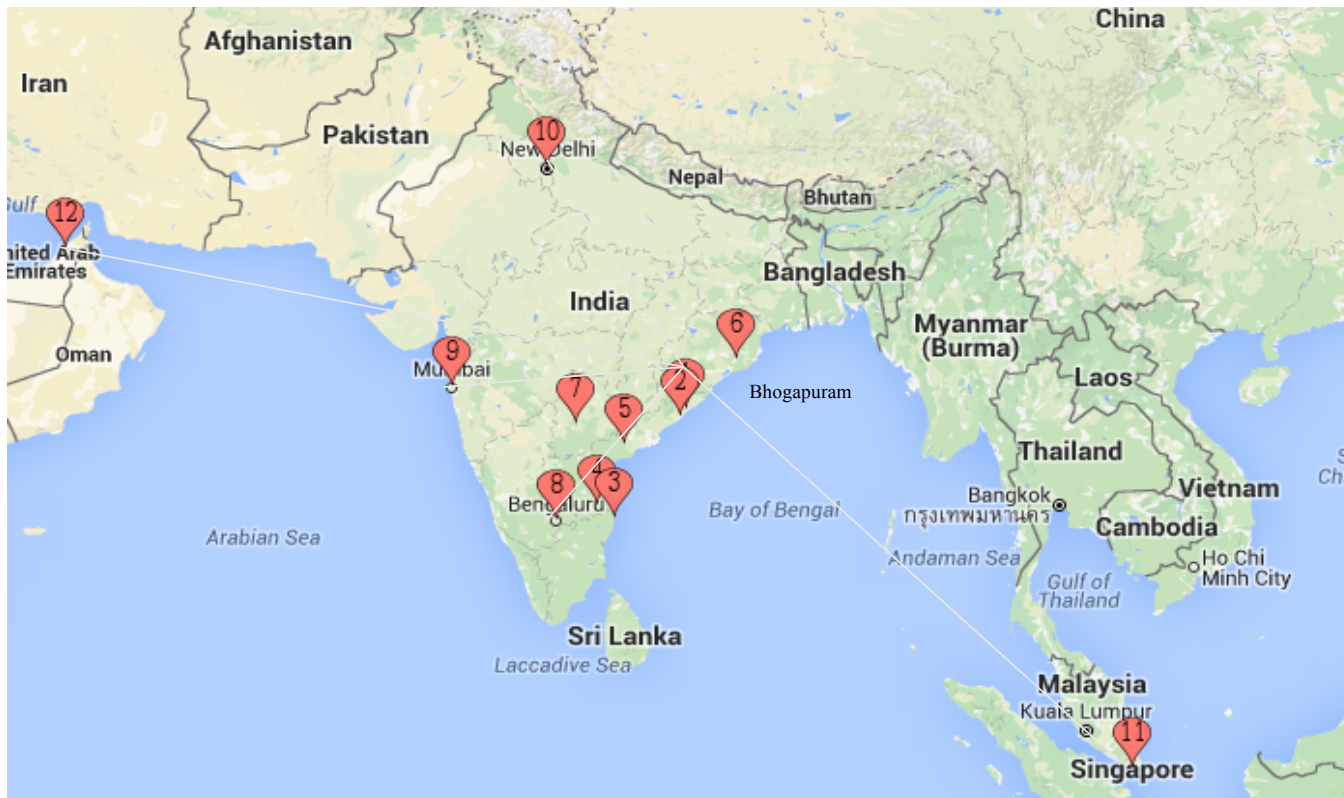 China
Afghanistan
Iran
Pakistan
10
New Delhi
Nepal
Bhutan
Gulf
12
nited Arab
Emirates
Bangladesh
India
Oman
6
Myanmar
(Burma)
9
Mumbai
Laos
1
2
Bhogapuram
7
5
Thailand
4
3
8
Bengaluru
Vietnam
Bangkok
กรุงเทพมหานคร
Bay of Bengal
Cambodia
Arabian Sea
Andaman Sea
Ho Chi
Minh City
Gulf of
Thailand
Sri Lanka
Laccadive Sea
Malaysia
Kuala Lumpur
11
Singapore
S
Ch